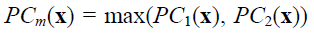 PCm(x) = max(PC1(x), PC2(x))